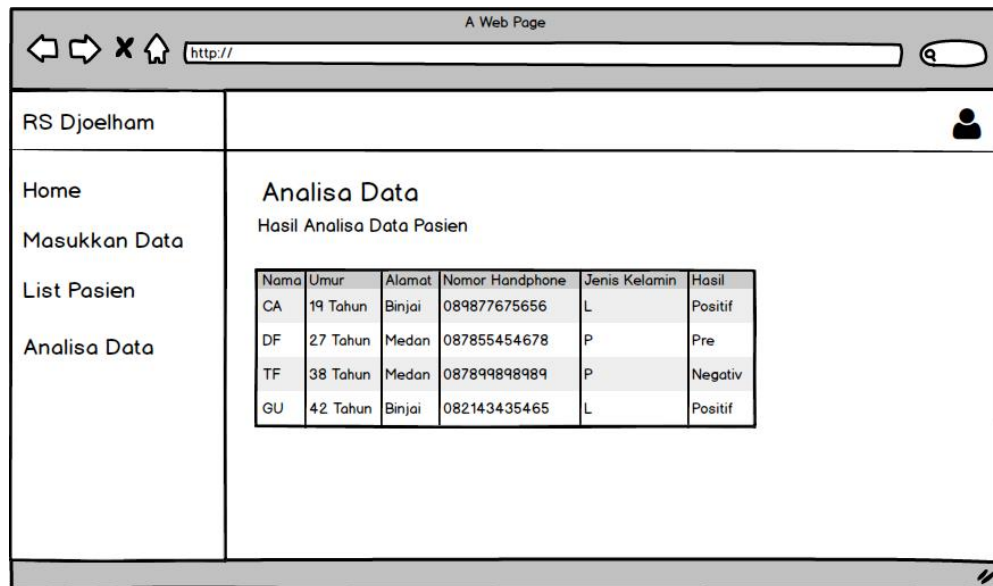 A Web Page
http://
RS Djoelham
Home
Masukkan Data
List Pasien
Analisa Data
Analisa Data
Hasil Analisa Data Pasien
Nama Umur Alamat Nomor Handphone Jenis Kelamin Hasil
CA 19 Tahun Binjai 089877675656 L Positif
DF 27 Tahun Medan 087855454678 P Pre
TF 38 Tahun Medan 087899898989 P Negativ
GU 42 Tahun Binjai 082143435465 L Positif